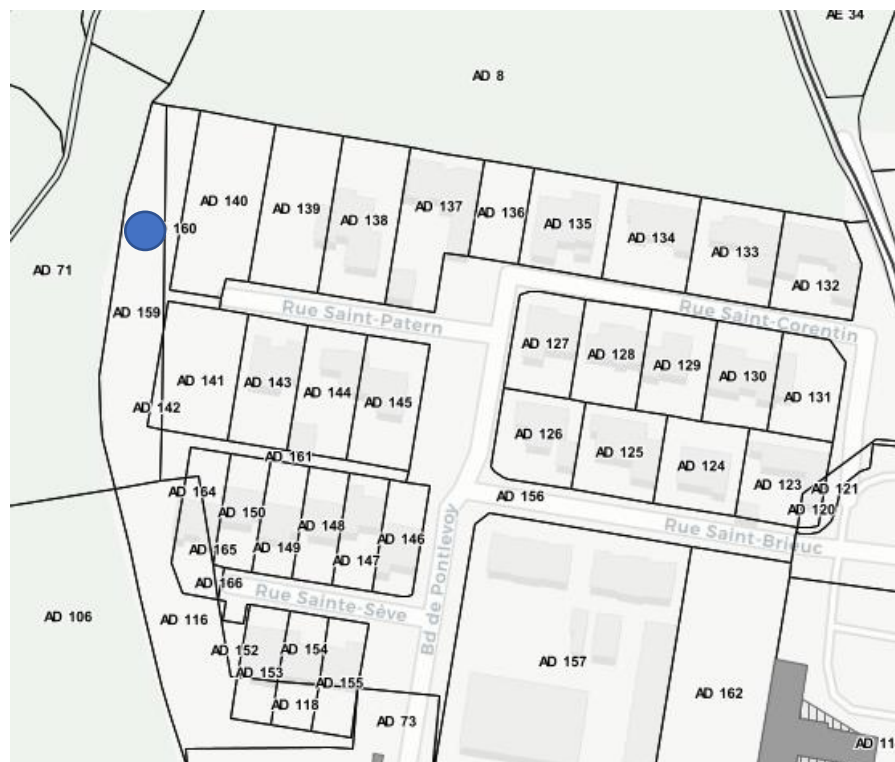 AE 34
AD 8
AD 140
AD 139
AD 138
AD 137
AD 136
AD 135
AD 134
AD 133
AD 132
160
AD 71
AD 159
Rue Saint-Patern
Rue Saint-Corentin
AD 127
AD 128
AD 129
AD 130
AD 131
AD 141
AD 143
AD 144
AD 145
AD 142
AD 126
AD 125
AD 124
AD 123
AD 121
AD 120
AD 161
AD 164
AD 156
AD 150
AD 148
AD 146
AD 165
AD 149
AD 147
Rue Saint-Brieuc
AD 166
Rue Sainte-Sève
Bd de Pontlevoy
AD 106
AD 116
AD 152
AD 154
AD 153
AD 155
AD 157
AD 118
AD 73
AD 162
AD 11